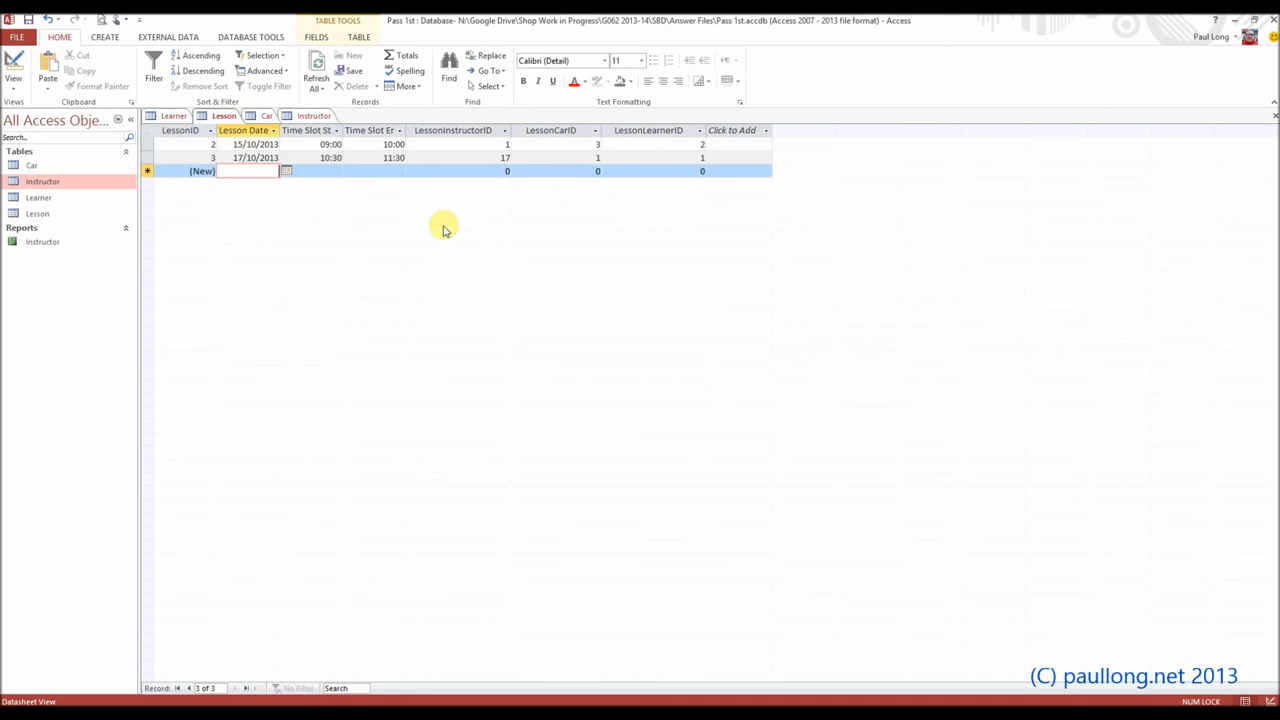 Pass 1st : Database- N:\Google Drive\Shop Work in Progress\G062 2013-14\SBD\Answer Files\Pass 1st.accdb (Access 2007 - 2013 file format) - Access
TABLE TOOLS
FILE HOME CREATE EXTERNAL DATA DATABASE TOOLS FIELDS TABLE
Paul Long
View
Views
Paste
Cut
Copy
Format Painter
Clipboard
Filter
Ascending
Descending
Remove Sort
Selection
Advanced
Toggle Filter
Sort & Filter
Refresh
All
New
Save
Delete
Totals
Spelling
More
Records
Find
Replace
Go To
Select
Find
Calibri (Detail) 11
B I U A
Text Formatting
All Access Obje...
Search...
Tables
Car
Instructor
Learner
Lesson
Reports
Instructor
Learner Lesson Car Instructor
LessonID Lesson Date Time Slot St Time Slot Er LessonInstructorID LessonCarID LessonLearnerID Click to Add
2 15/10/2013 09:00 10:00 1 3 2
3 17/10/2013 10:30 11:30 17 1 1
(New) 0 0 0
(C) paullong.net 2013
Record: 3 of 3 No Filter Search
Datasheet View NUM LOCK